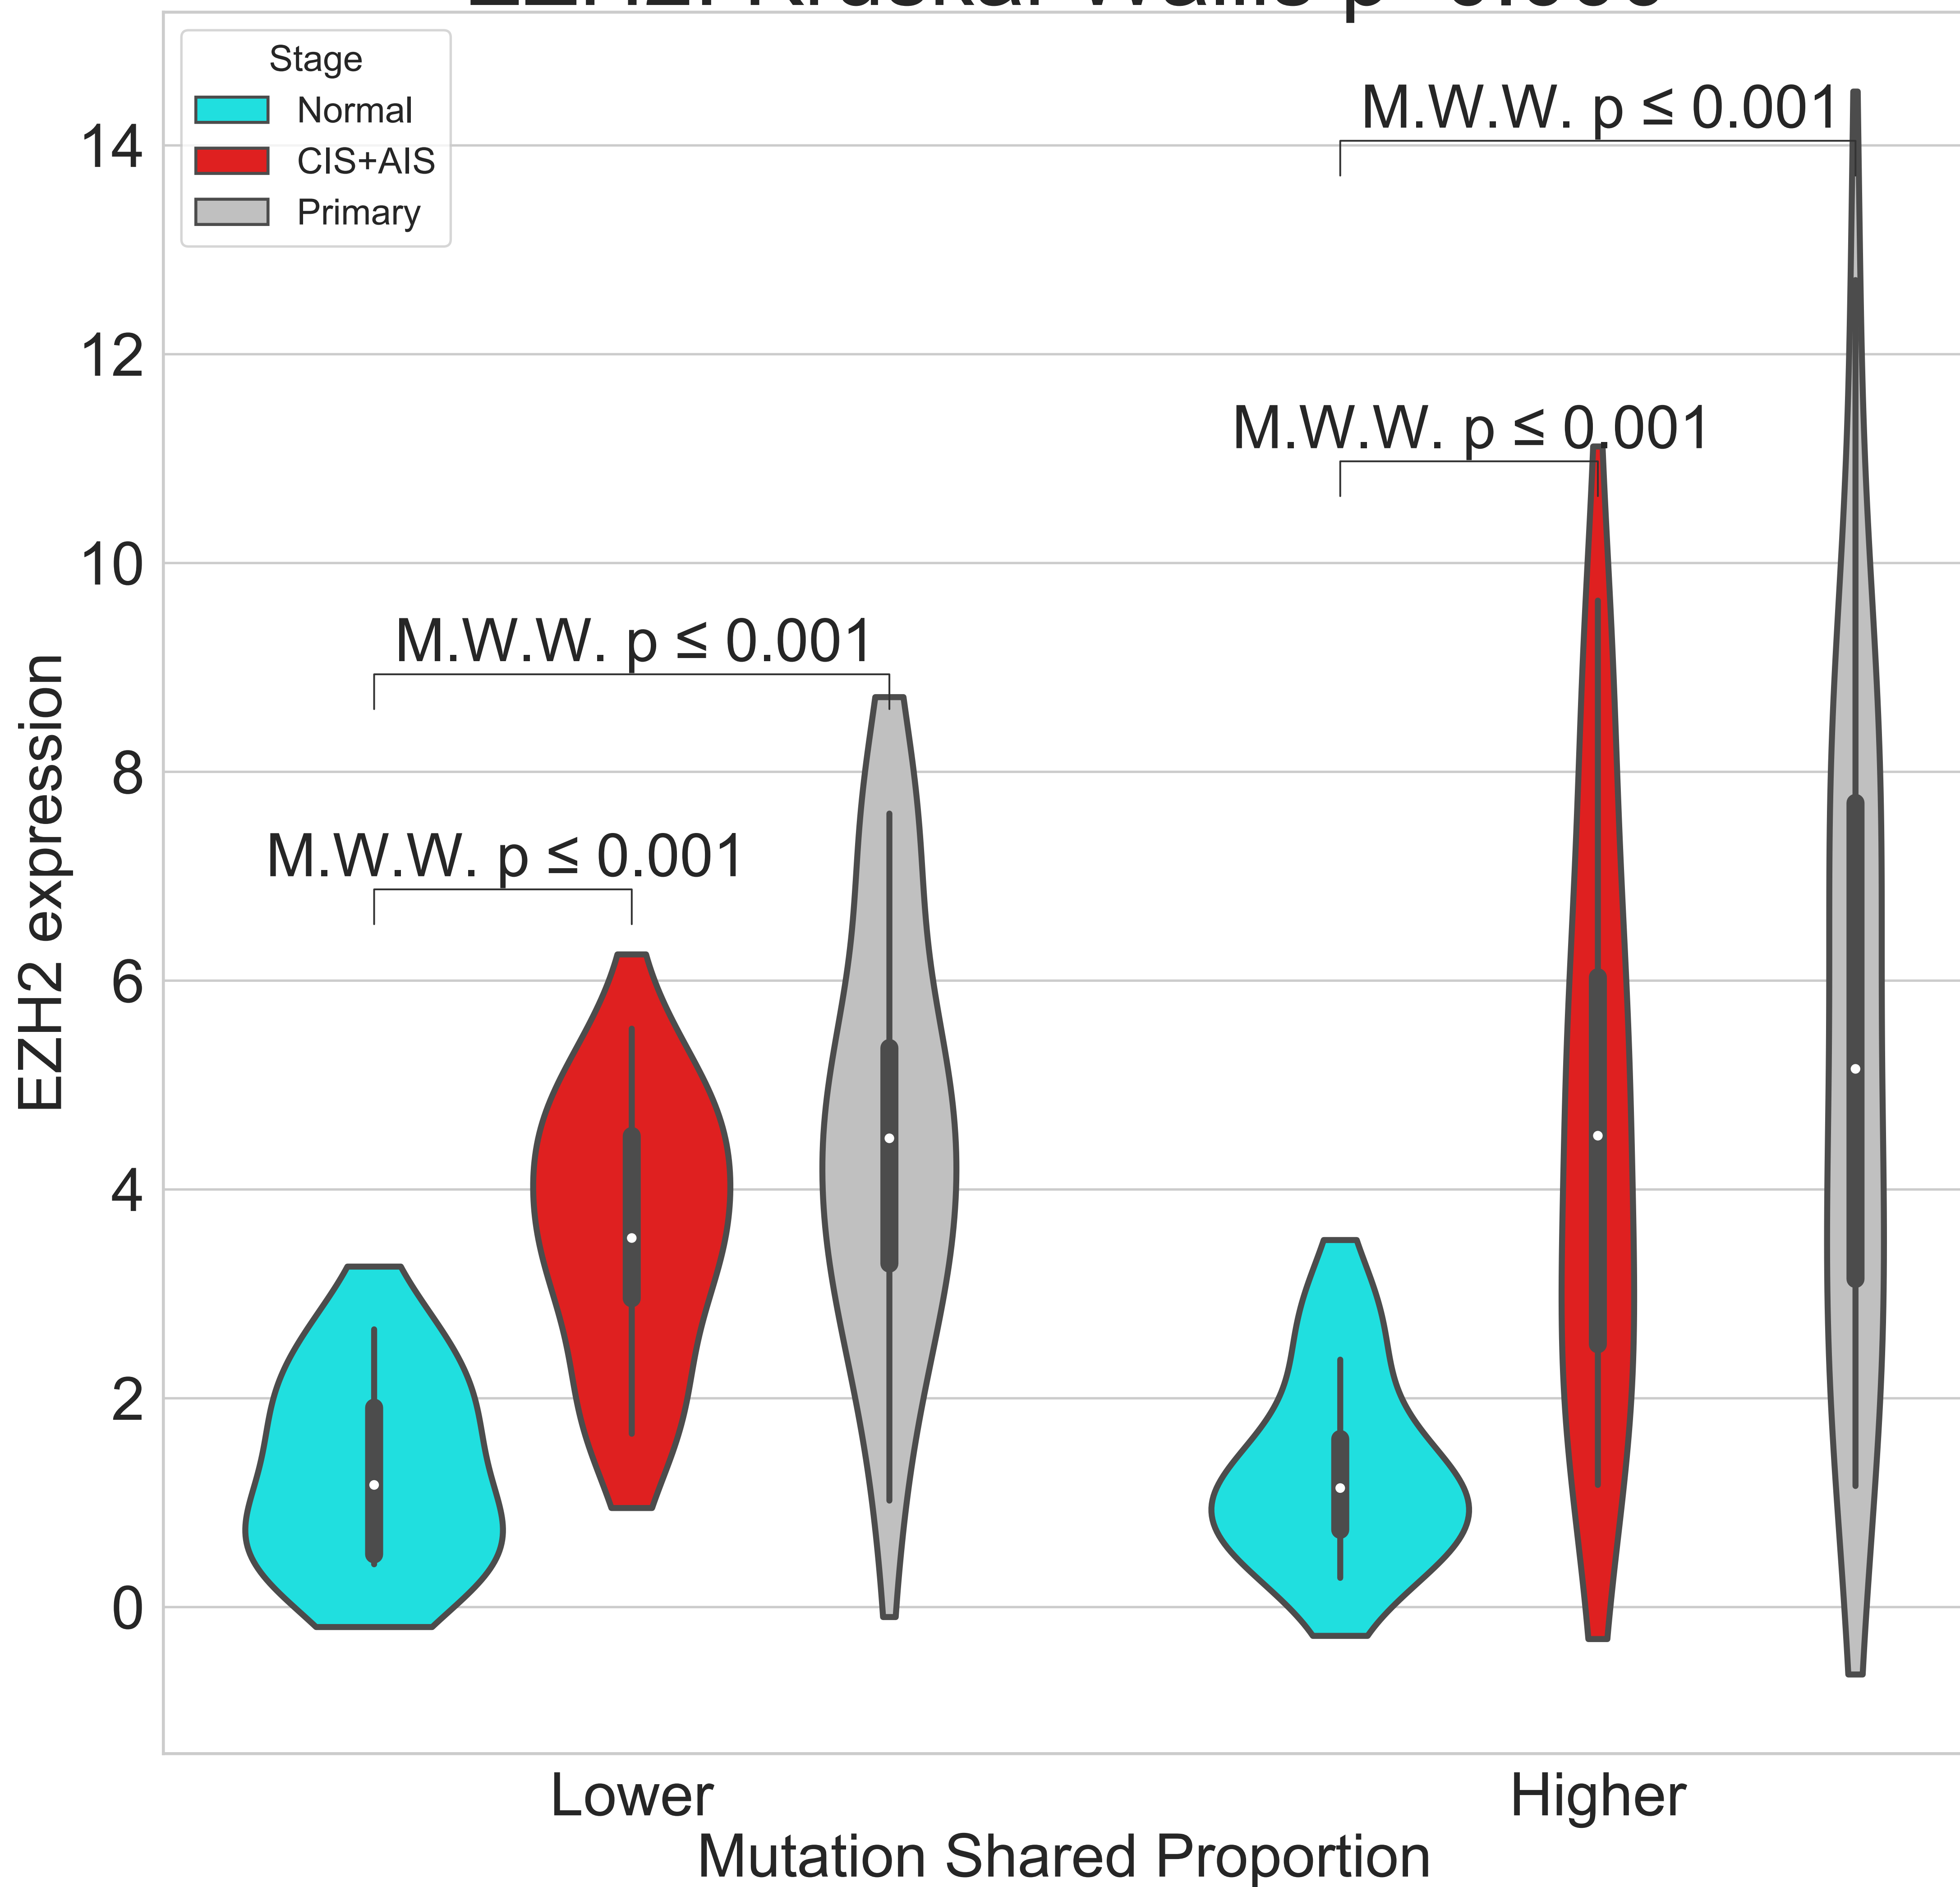 Stage
Normal
CIS+AIS
Primary
M.W.W. p ≤ 0.001
M.W.W. p ≤ 0.001
M.W.W. p ≤ 0.001
M.W.W. p ≤ 0.001
14
12
10
8
6
4
2
0
EZH2 expression
Lower
Higher
Mutation Shared Proportion